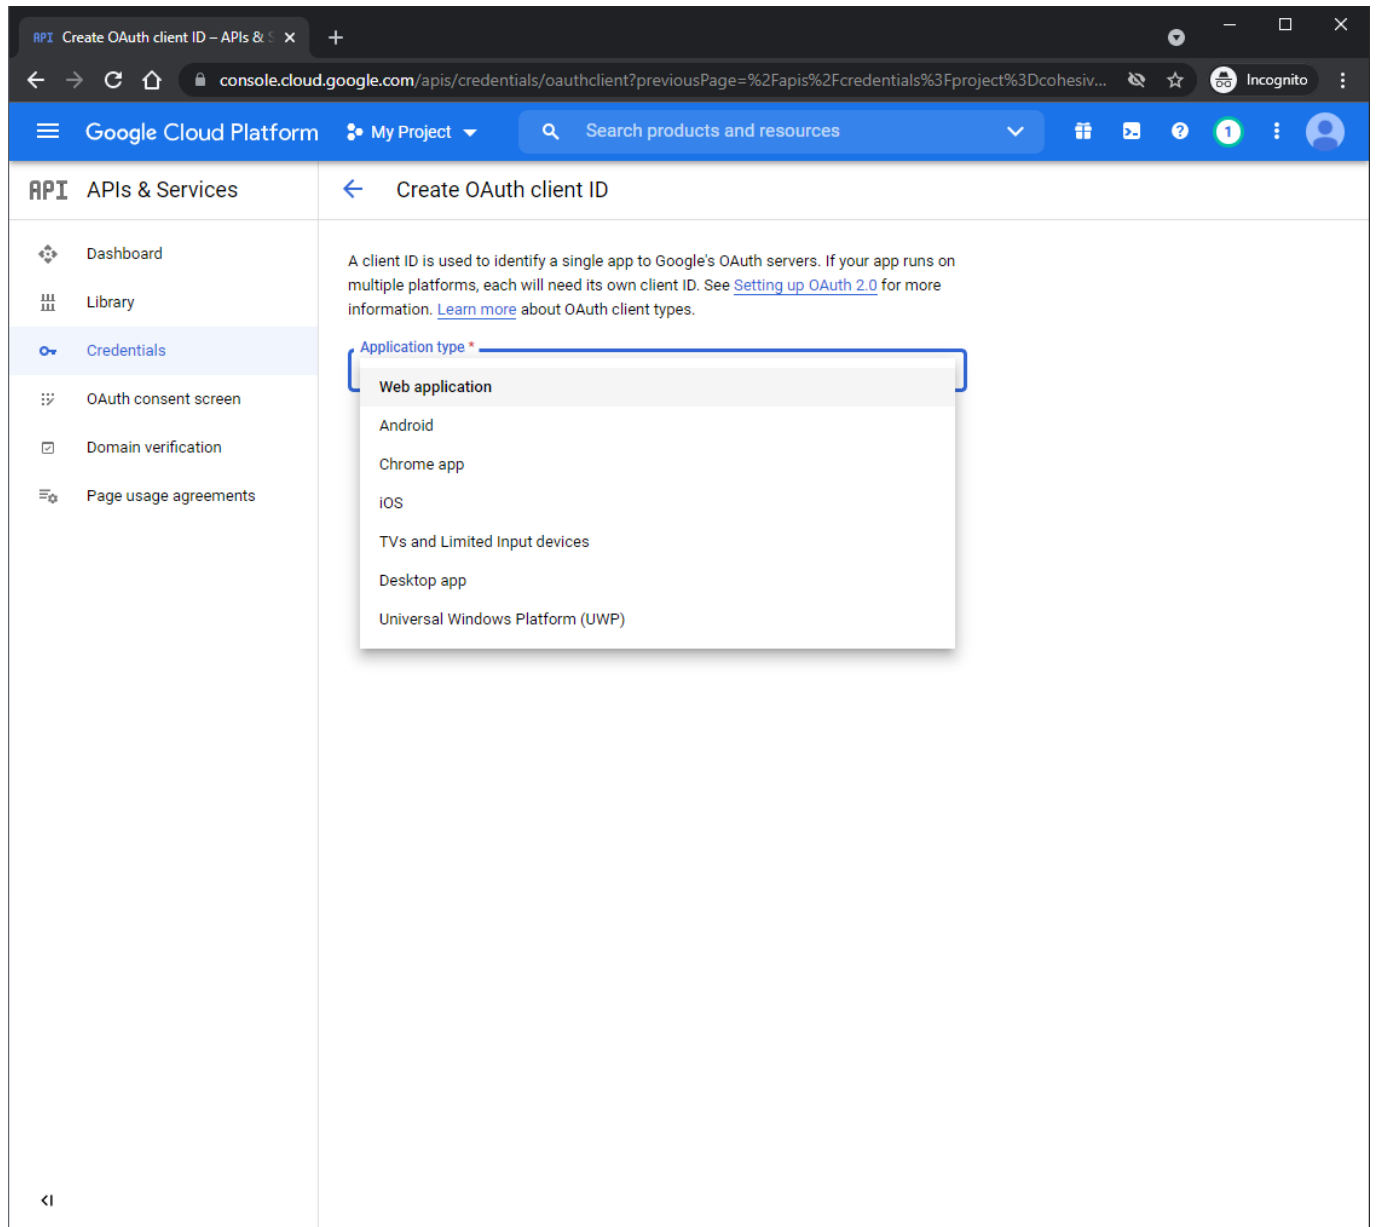 API Create OAuth client ID – APIs & S
console.cloud.google.com/apis/credentials/oauthclient?previousPage=%2Fapis%2Fcredentials%3Fproject%3Dcohesiv...
Incognito
Google Cloud Platform
My Project
Search products and resources
1
API APIs & Services
Create OAuth client ID
Dashboard
Library
Credentials
OAuth consent screen
Domain verification
Page usage agreements
A client ID is used to identify a single app to Google's OAuth servers. If your app runs on
multiple platforms, each will need its own client ID. See Setting up OAuth 2.0 for more
information. Learn more about OAuth client types.
Application type *
Web application
Android
Chrome app
iOS
TVs and Limited Input devices
Desktop app
Universal Windows Platform (UWP)